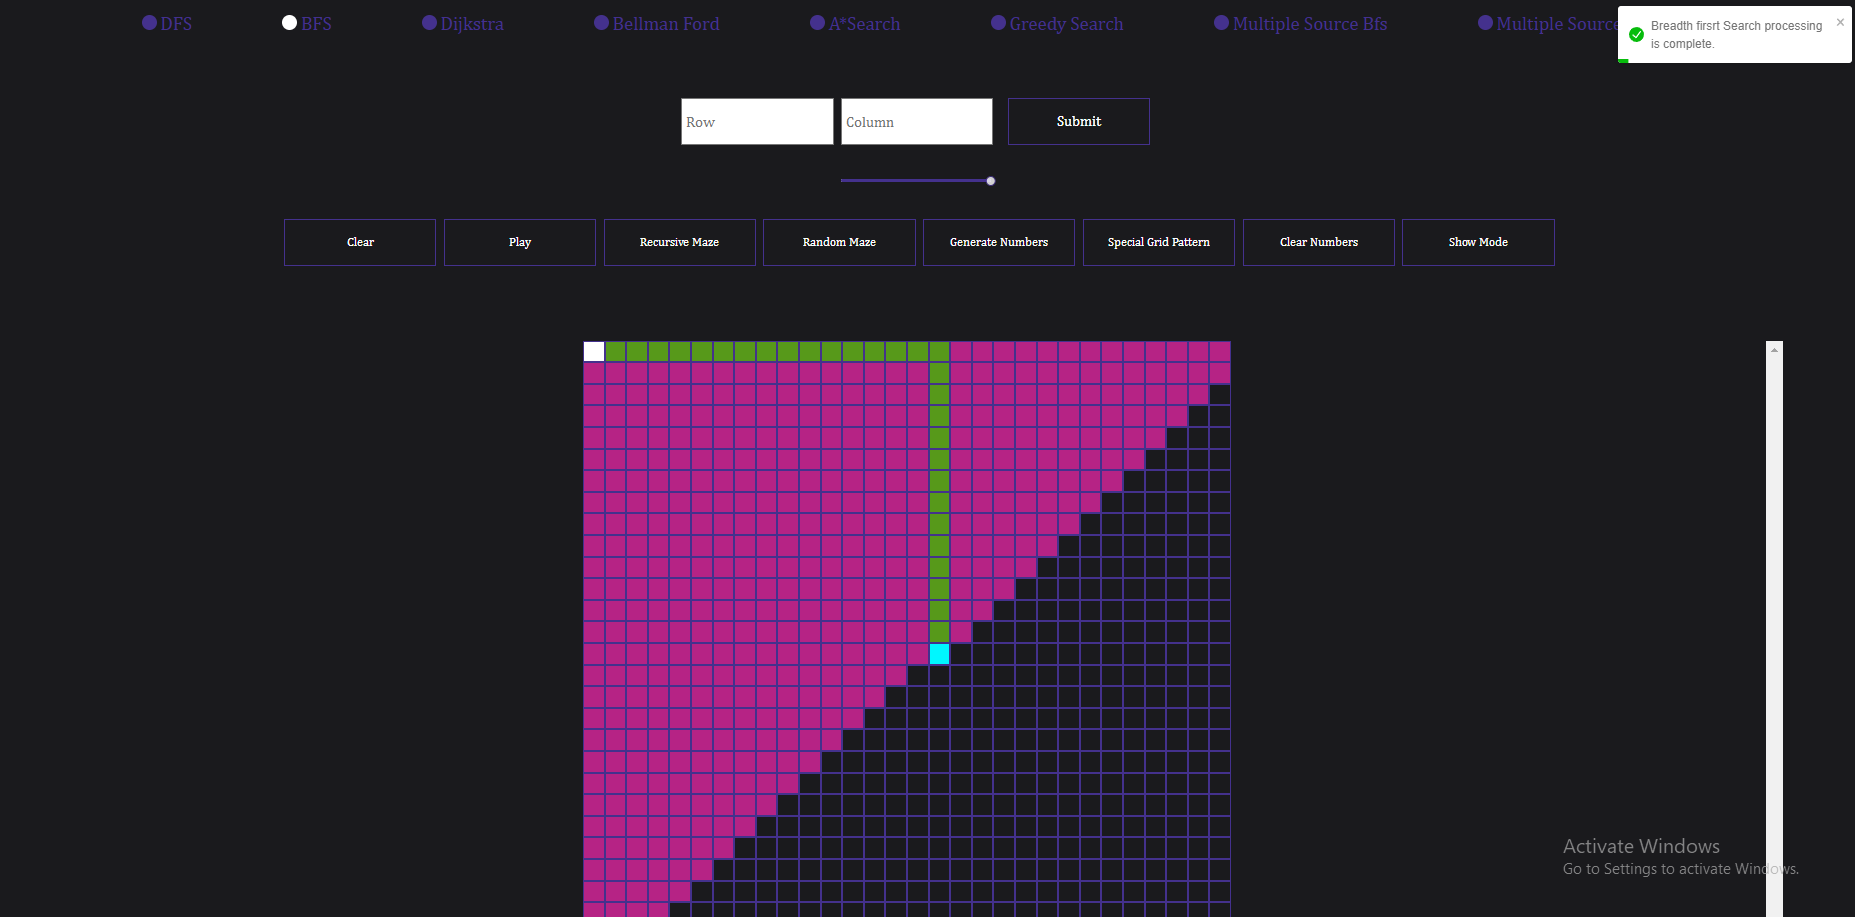 DFS
BFS
Dijkstra
Bellman Ford
A*Search
Greedy Search
Multiple Source Bfs
Multiple Source
Breadth firsrt Search processing
is complete.
Row
Column
Submit
Clear
Play
Recursive Maze
Random Maze
Generate Numbers
Special Grid Pattern
Clear Numbers
Show Mode
Activate Windows
Go to Settings to activate Windows.